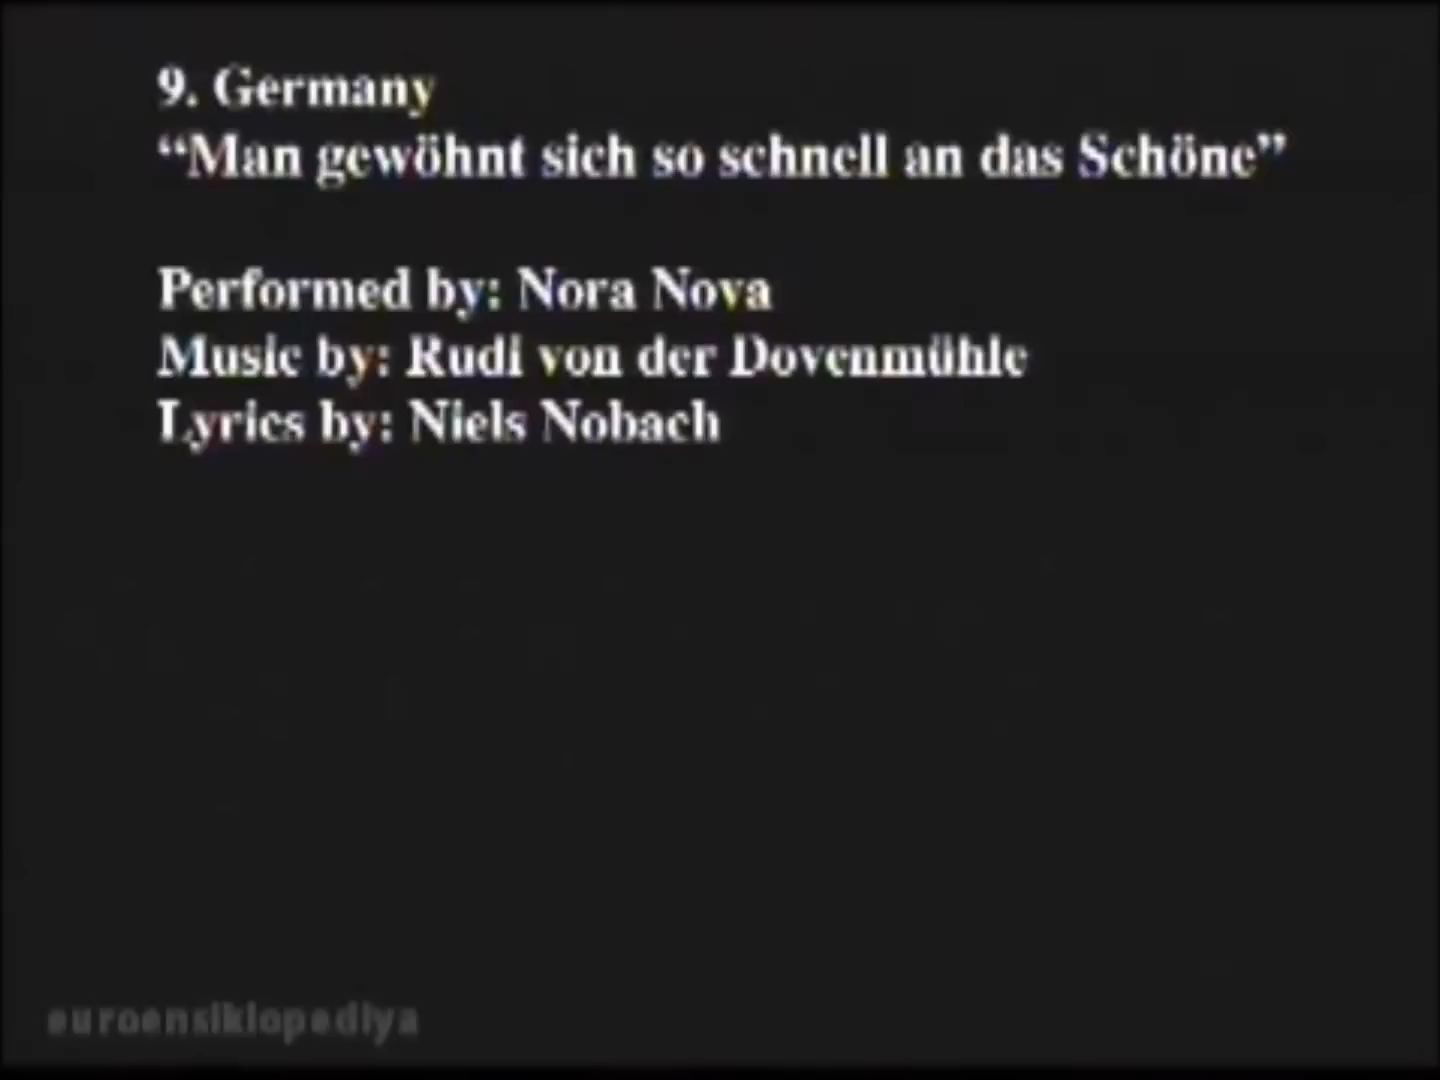 9. Germany
“Man gewöhnt sich so schnell an das Schöne”
Performed by: Nora Nova
Music by: Rudi von der Dovenmühle
Lyrics by: Niels Nobach
euroensiklopediya